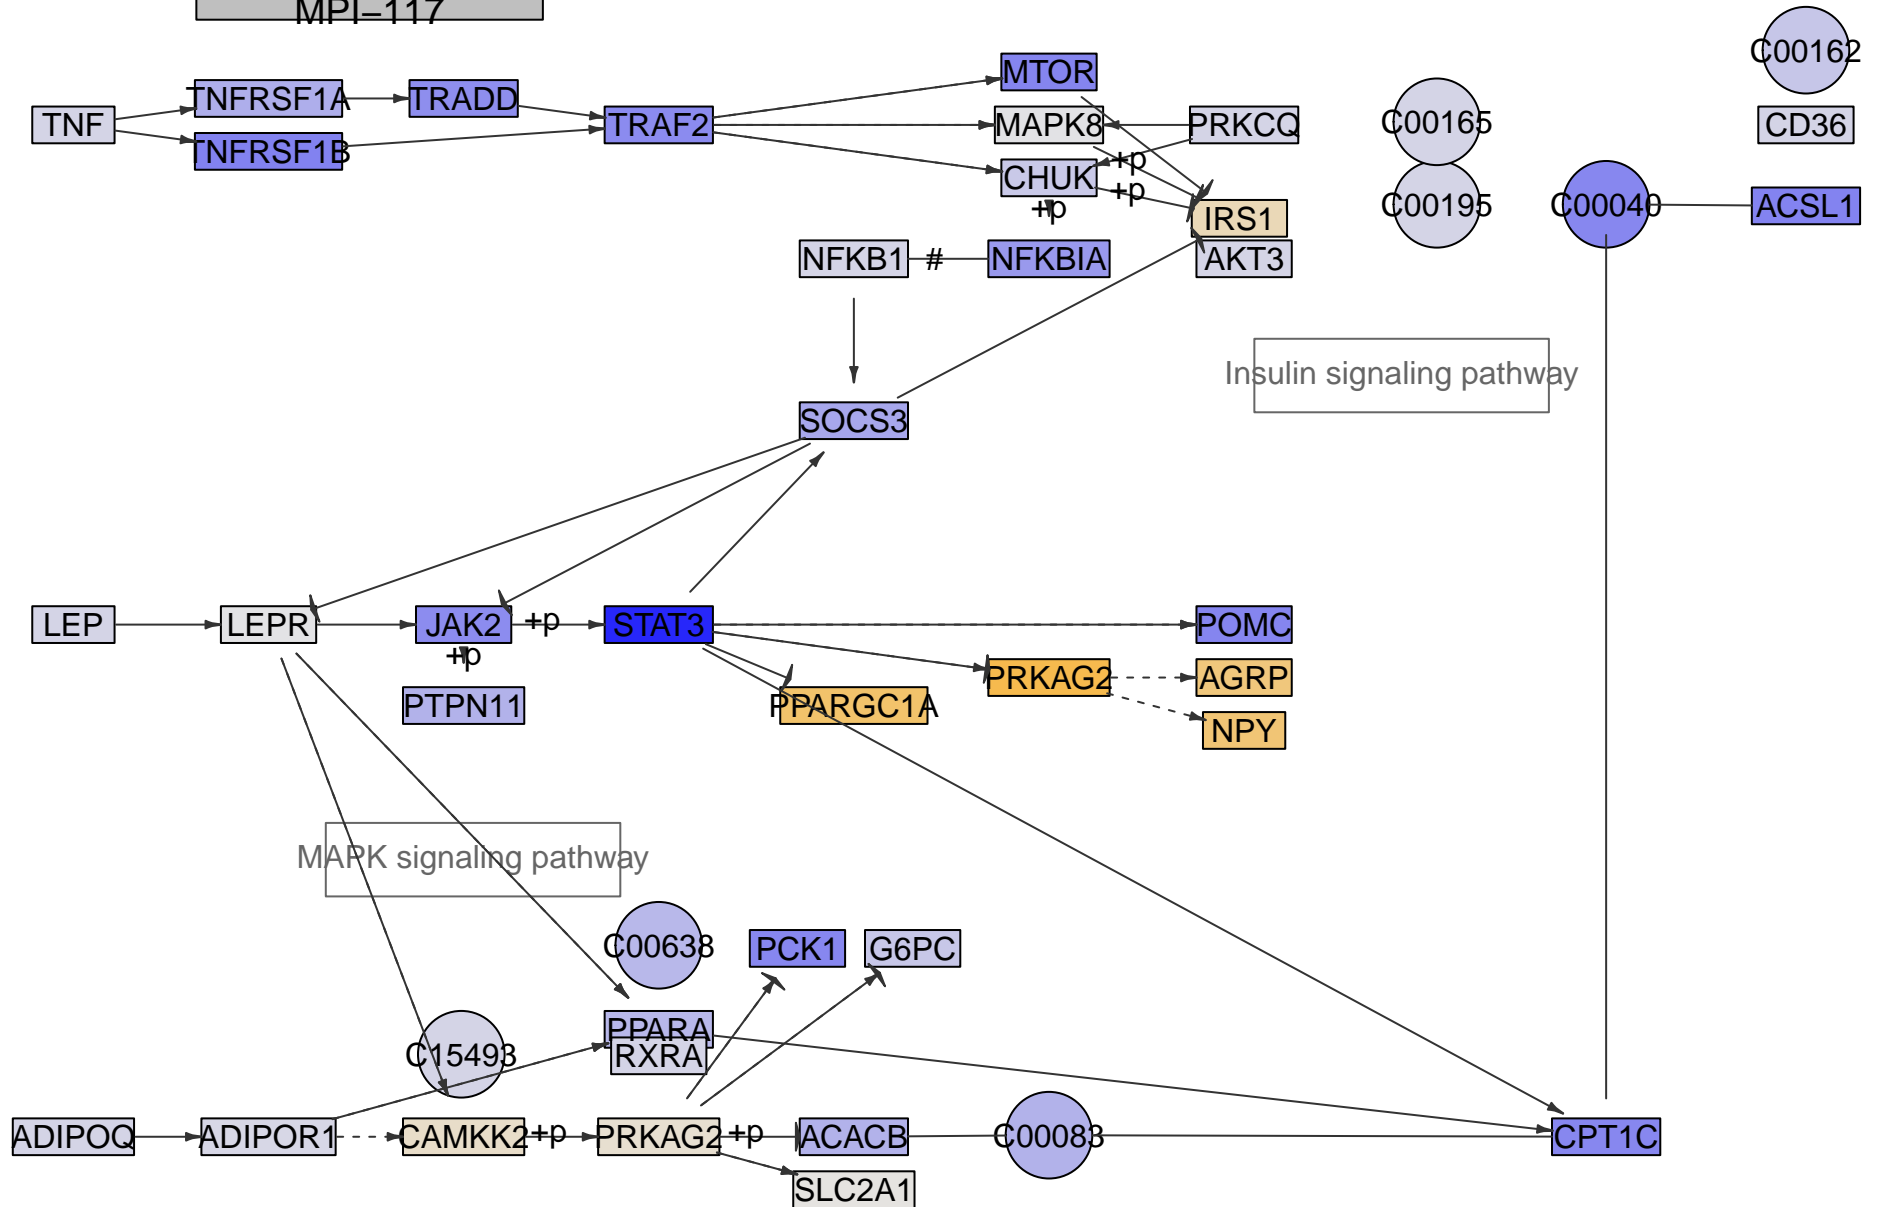 MPI–117
C00162
MTOR
TNFRSF1A
TRADD
TNF
TRAF2
MAPK8
PRKCQ
C00165
CD36
TNFRSF1B
+p
CHUK
+p
+p
IRS1
C00195
C00040
ACSL1
NFKB1
#
NFKBIA
AKT3
Insulin signaling pathway
SOCS3
LEP
LEPR
JAK2
+p
STAT3
POMC
+p
PRKAG2
AGRP
PTPN11
PPARGC1A
NPY
MAPK signaling pathway
C00638
PCK1
G6PC
PPARA
C15493
RXRA
ADIPOQ
ADIPOR1
CAMKK2
+p
PRKAG2
+p
ACACB
C00083
CPT1C
SLC2A1